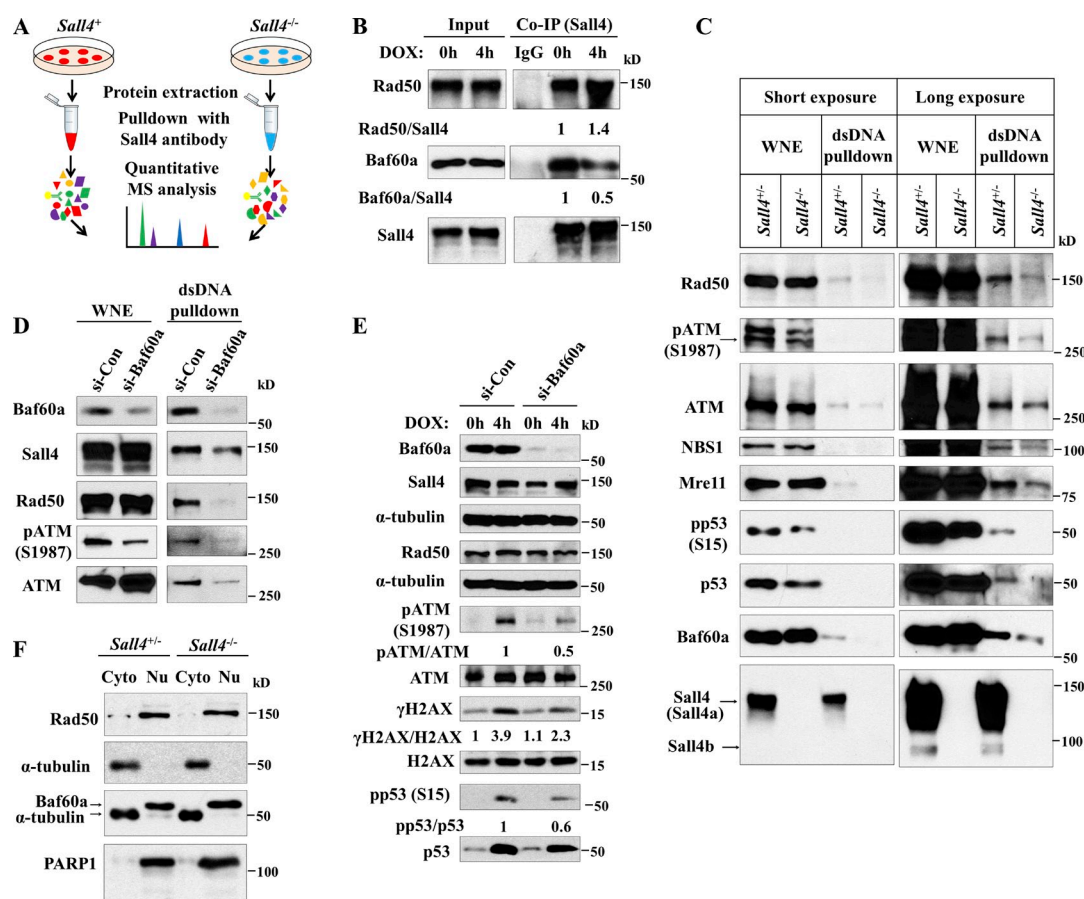 A
Sall4+
Sall4-/-
Protein extraction
Pulldown with
Sall4 antibody
Quantitative
MS analysis
B
Input
Co-IP (Sall4)
DOX: 0h 4h IgG 0h 4h
kD
Rad50
150
Rad50/Sall4 1 1.4
Baf60a
50
Baf60a/Sall4 1 0.5
Sall4
150
C
Short exposure Long exposure
WNE dsDNA pulldown WNE dsDNA pulldown
Sall4+/- Sall4-/- Sall4+/- Sall4-/- Sall4+/- Sall4-/- Sall4+/- Sall4-/-
kD
Rad50
150
pATM
(S1987)
250
ATM
250
NBS1
100
Mre11
75
pp53
(S15)
p53
50
Baf60a
50
Sall4
(Sall4a)
150
Sall4b
100
D
WNE
dsDNA
pulldown
si-Con si-Baf60a si-Con si-Baf60a
kD
Baf60a
50
Sall4
150
Rad50
150
pATM
(S1987)
250
ATM
250
E
si-Con si-Baf60a
DOX: 0h 4h 0h 4h kD
Baf60a
50
Sall4
150
α-tubulin
50
Rad50
150
α-tubulin
50
pATM
(S1987)
250
pATM/ATM 1 0.5
ATM
250
γH2AX
15
γH2AX/H2AX 1 3.9 1.1 2.3
H2AX
15
pp53 (S15)
50
pp53/p53 1 0.6
p53
50
F
Sall4+/- Sall4-/-
Cyto Nu Cyto Nu kD
Rad50
150
α-tubulin
50
Baf60a
α-tubulin
50
PARP1
100